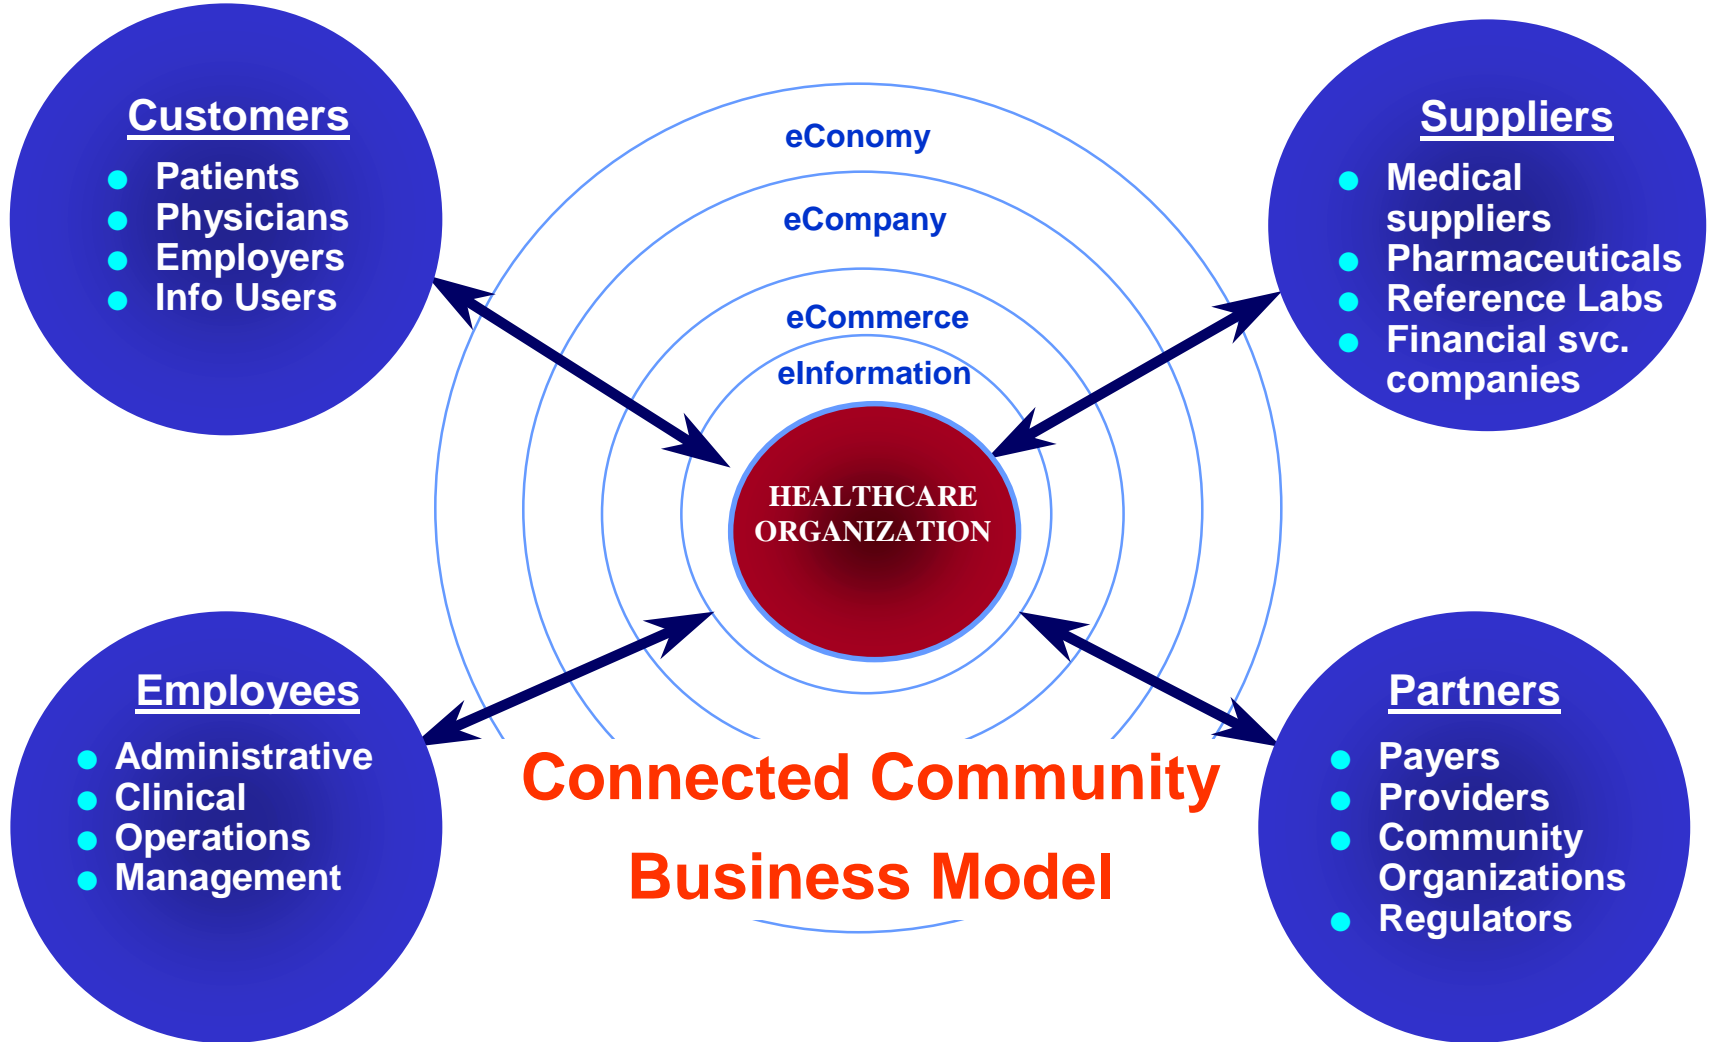 Customers
Patients
Physicians
Employers
Info Users
eConomy
eCompany
eCommerce
eInformation
Suppliers
Medical
suppliers
Pharmaceuticals
Reference Labs
Financial svc.
companies
HEALTHCARE
ORGANIZATION
Employees
Administrative
Clinical
Operations
Management
Connected Community
Business Model
Partners
Payers
Providers
Community
Organizations
Regulators